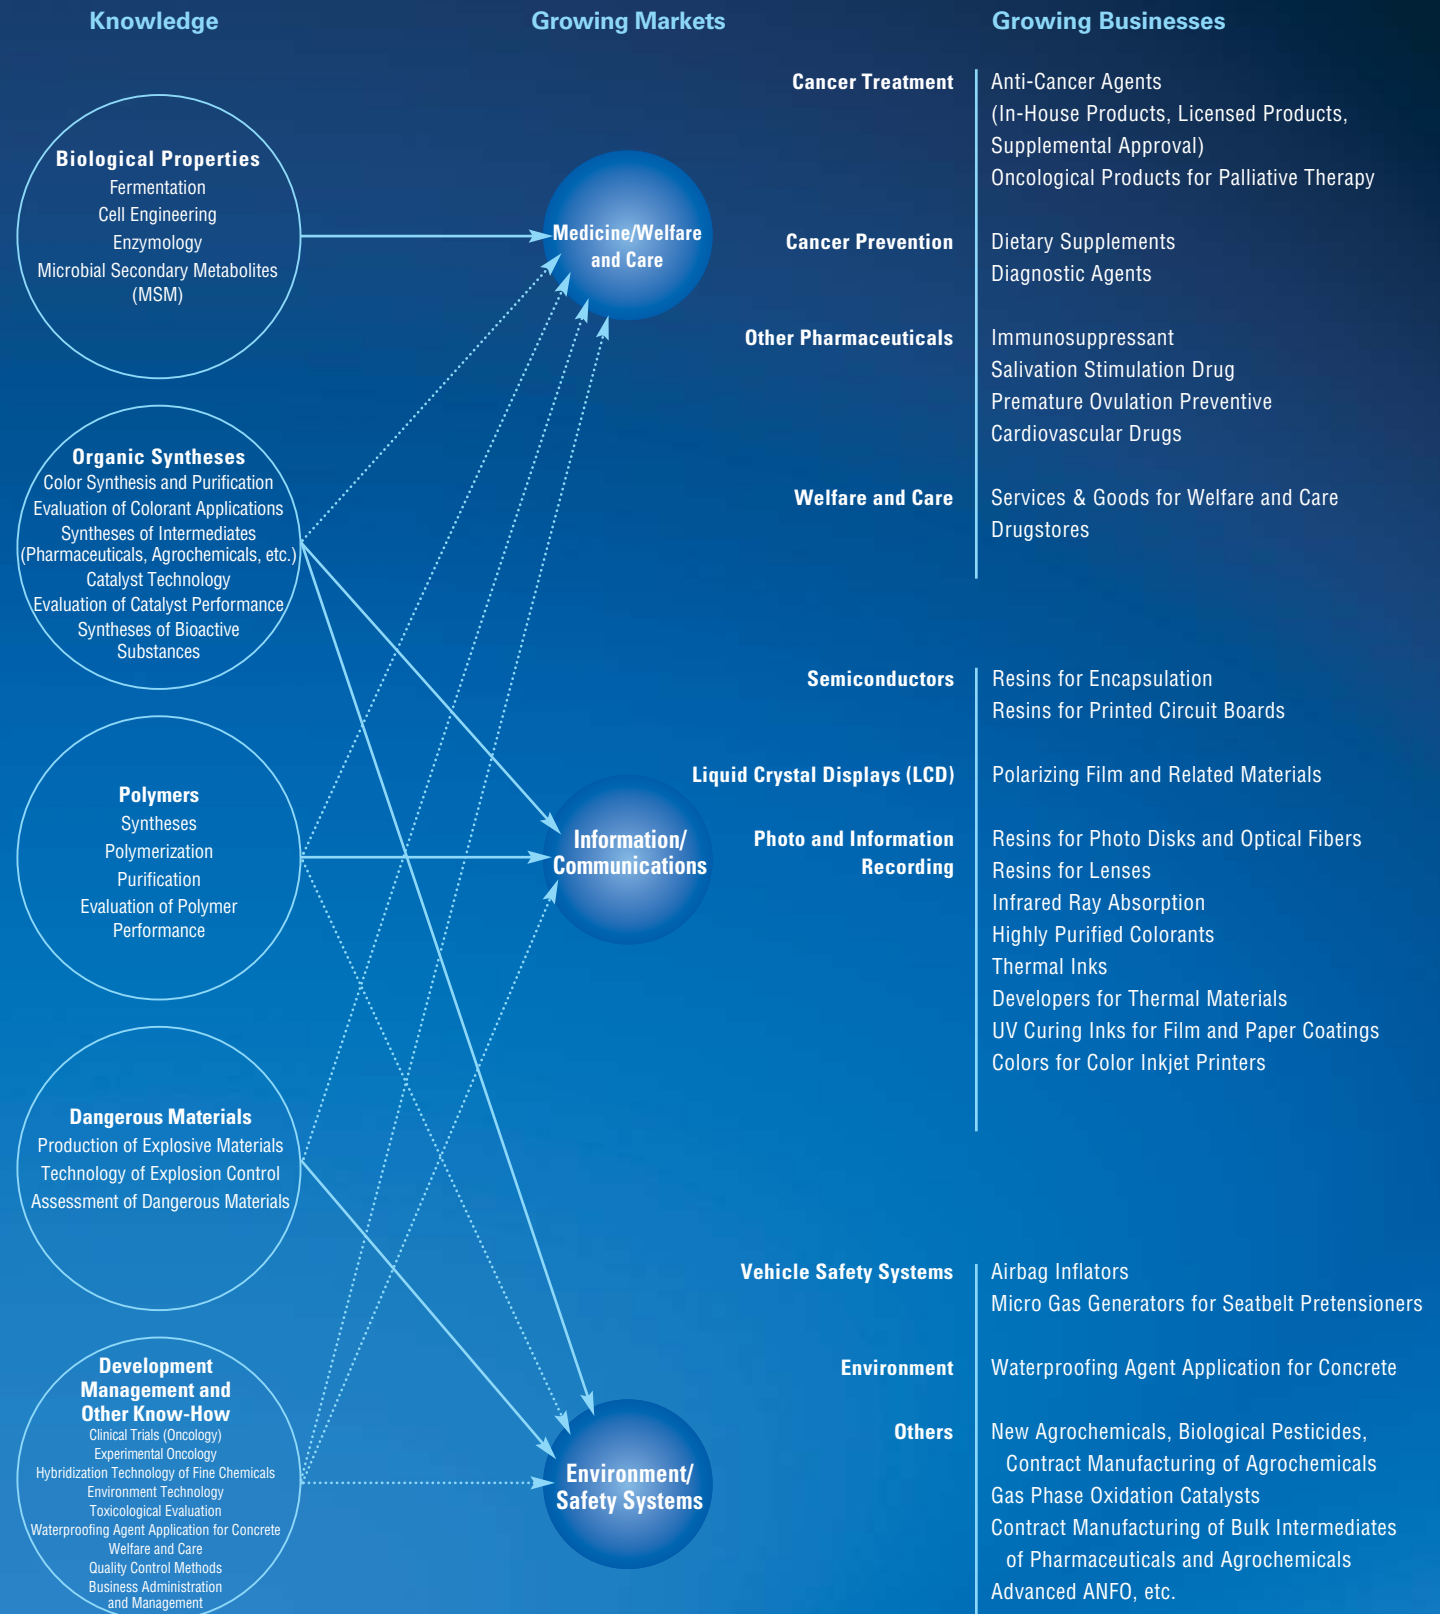 Knowledge
Growing Markets
Growing Businesses
Biological Properties
Fermentation
Cell Engineering
Enzymology
Microbial Secondary Metabolites
(MSM)
Organic Syntheses
Color Synthesis and Purification
Evaluation of Colorant Applications
Syntheses of Intermediates
(Pharmaceuticals, Agrochemicals, etc.)
Catalyst Technology
Evaluation of Catalyst Performance
Syntheses of Bioactive
Substances
Polymers
Syntheses
Polymerization
Purification
Evaluation of Polymer
Performance
Dangerous Materials
Production of Explosive Materials
Technology of Explosion Control
Assessment of Dangerous Materials
Development
Management and
Other Know-How
Clinical Trials (Oncology)
Experimental Oncology
Hybridization Technology of Fine Chemicals
Environment Technology
Toxicological Evaluation
Waterproofing Agent Application for Concrete
Welfare and Care
Quality Control Methods
Business Administration
and Management
Medicine/Welfare
and Care
Information/
Communications
Environment/
Safety Systems
Cancer Treatment
Anti-Cancer Agents
(In-House Products, Licensed Products,
Supplemental Approval)
Oncological Products for Palliative Therapy
Cancer Prevention
Dietary Supplements
Diagnostic Agents
Other Pharmaceuticals
Immunosuppressant
Salivation Stimulation Drug
Premature Ovulation Preventive
Cardiovascular Drugs
Welfare and Care
Services & Goods for Welfare and Care
Drugstores
Semiconductors
Resins for Encapsulation
Resins for Printed Circuit Boards
Liquid Crystal Displays (LCD)
Polarizing Film and Related Materials
Photo and Information
Recording
Resins for Photo Disks and Optical Fibers
Resins for Lenses
Infrared Ray Absorption
Highly Purified Colorants
Thermal Inks
Developers for Thermal Materials
UV Curing Inks for Film and Paper Coatings
Colors for Color Inkjet Printers
Vehicle Safety Systems
Airbag Inflators
Micro Gas Generators for Seatbelt Pretensioners
Environment
Waterproofing Agent Application for Concrete
Others
New Agrochemicals, Biological Pesticides,
Contract Manufacturing of Agrochemicals
Gas Phase Oxidation Catalysts
Contract Manufacturing of Bulk Intermediates
of Pharmaceuticals and Agrochemicals
Advanced ANFO, etc.